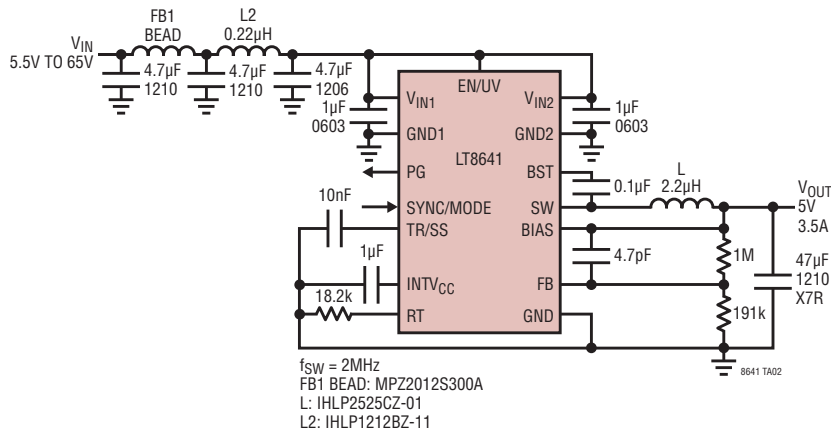 FB1
BEAD
L2
0.22µH
VIN
5.5V TO 65V
4.7µF
1210
4.7µF
1210
4.7µF
1206
EN/UV
VIN1
VIN2
1µF
0603
1µF
0603
GND1
GND2
LT8641
PG
BST
0.1µF
L
2.2µH
VOUT
5V
3.5A
10nF
SYNC/MODE
SW
TR/SS
BIAS
1µF
4.7pF
1M
47µF
1210
X7R
INTVCC
FB
18.2k
191k
RT
GND
8641 TA02
fSW = 2MHz
FB1 BEAD: MPZ2012S300A
L: IHLP2525CZ-01
L2: IHLP1212BZ-11